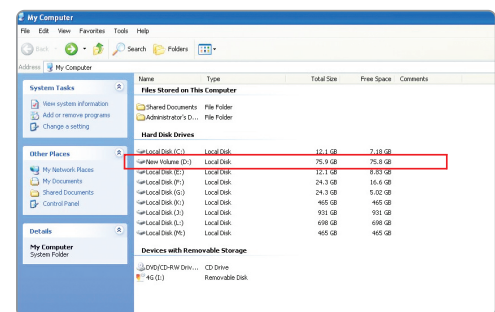 My Computer
File Edit View Favorites Tools Help
Back Search Folders
Address My Computer
Name Type Total Size Free Space Comments
System Tasks
View system information
Add or remove programs
Change a setting
Other Places
My Network Places
My Documents
Shared Documents
Control Panel
Details
My Computer
System Folder
Files Stored on This Computer
Shared Documents File Folder
Administrator's D... File Folder
Hard Disk Drives
Local Disk (C:) Local Disk 12.1 GB 7.18 GB
New Volume (D:) Local Disk 75.9 GB 75.8 GB
Local Disk (E:) Local Disk 12.1 GB 8.83 GB
Local Disk (F:) Local Disk 24.3 GB 16.6 GB
Local Disk (G:) Local Disk 24.3 GB 5.02 GB
Local Disk (K:) Local Disk 465 GB 465 GB
Local Disk (J:) Local Disk 931 GB 931 GB
Local Disk (L:) Local Disk 698 GB 698 GB
Local Disk (M:) Local Disk 465 GB 465 GB
Devices with Removable Storage
DVD/CD-RW Driv... CD Drive
4G (I:) Removable Disk